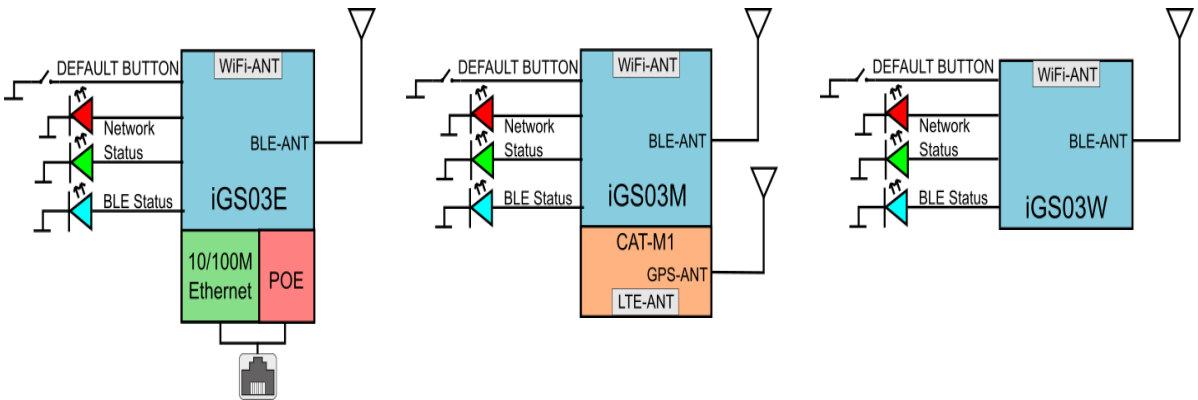 WiFi-ANT
DEFAULT BUTTON
Network
Status
BLE-ANT
BLE Status
iGS03E
10/100M
Ethernet
POE
WiFi-ANT
DEFAULT BUTTON
Network
Status
BLE-ANT
BLE Status
iGS03M
CAT-M1
GPS-ANT
LTE-ANT
WiFi-ANT
DEFAULT BUTTON
Network
Status
BLE-ANT
BLE Status
iGS03W